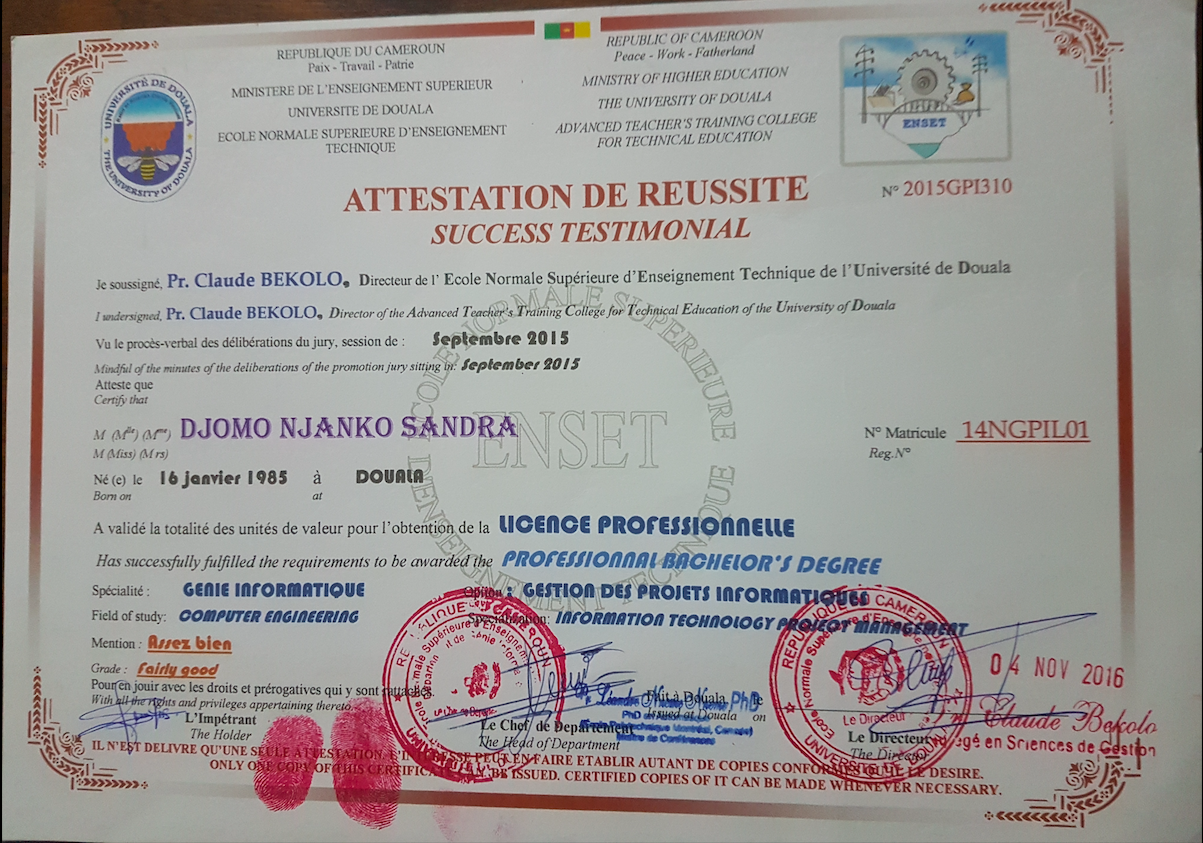 REPUBLIQUE DU CAMEROUN
Paix - Travail - Patrie
MINISTERE DE L'ENSEIGNEMENT SUPERIEUR
UNIVERSITE DE DOUALA
ECOLE NORMALE SUPERIEURE D'ENSEIGNEMENT
TECHNIQUE
REPUBLIC OF CAMEROON
Peace - Work - Fatherland
MINISTRY OF HIGHER EDUCATION
THE UNIVERSITY OF DOUALA
ADVANCED TEACHER'S TRAINING COLLEGE
FOR TECHNICAL EDUCATION
UNIVERSITÉ DE DOUALA
THE UNIVERSITY OF DOUALA
ENSET
ATTESTATION DE REUSSITE
SUCCESS TESTIMONIAL
N° 2015GPI310
Je soussigné, Pr. Claude BEKOLO, Directeur de l' Ecole Normale Supérieure d'Enseignement Technique de l'Université de Douala
I undersigned, Pr. Claude BEKOLO, Director of the Advanced Teacher's Training College for Technical Education of the University of Douala
Vu le procès-verbal des délibérations du jury, session de : Septembre 2015
Mindful of the minutes of the deliberations of the promotion jury sitting in: September 2015
Atteste que
Certify that
M (Mlle) (Mme) DJOMO NJANKO SANDRA
M (Miss) (Mrs)
N° Matricule 14NGPIL01
Reg.N°
Né (e) le 16 janvier 1985 à DOUALA
Born on at
ECOLE NORMALE SUPERIEURE D'ENSEIGNEMENT TECHNIQUE
ENSET
A validé la totalité des unités de valeur pour l'obtention de la LICENCE PROFESSIONNELLE
Has successfully fulfilled the requirements to be awarded the PROFESSIONNAL BACHELOR'S DEGREE
Spécialité : GENIE INFORMATIQUE Option : GESTION DES PROJETS INFORMATIQUES
Field of study: COMPUTER ENGINEERING Specialization: INFORMATION TECHNOLOGY PROJECT MANAGEMENT
Mention : Assez bien
Grade : Fairly good
Pour en jouir avec les droits et prérogatives qui y sont rattachés.
With all the rights and privileges appertaining thereto.
Fait à Douala le
Issued at Douala on
04 NOV 2016
L'Impétrant
The Holder
Le Chef de Département
The Head of Department
PhD
Le Directeur
The Director
Claude Bekolo
Agrégé en Sciences de Gestion
REPUBLIQUE DU CAMEROUN
Le Directeur
IL N'EST DELIVRE QU'UNE SEULE ATTESTATION. L'INTERESSE PEUT EN FAIRE ETABLIR AUTANT DE COPIES CONFORMES QU'IL LE DESIRE.
ONLY ONE COPY OF THIS CERTIFICATE MAY BE ISSUED. CERTIFIED COPIES OF IT CAN BE MADE WHENEVER NECESSARY.